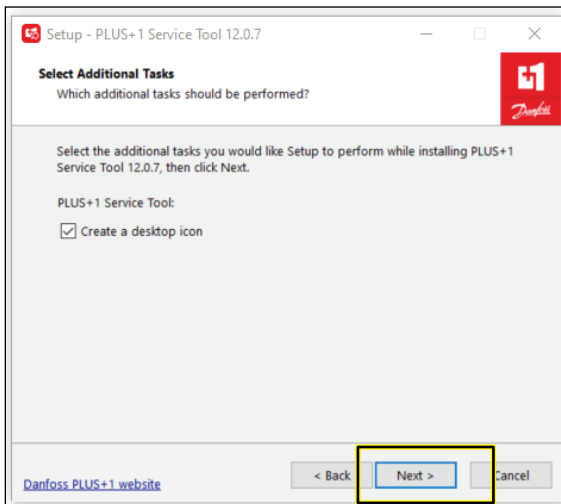 Setup - PLUS+1 Service Tool 12.0.7
Select Additional Tasks
Which additional tasks should be performed?
Danfoss
Select the additional tasks you would like Setup to perform while installing PLUS+1
Service Tool 12.0.7, then click Next.
PLUS+1 Service Tool:
Create a desktop icon
Danfoss PLUS+1 website
< Back
Next >
Cancel